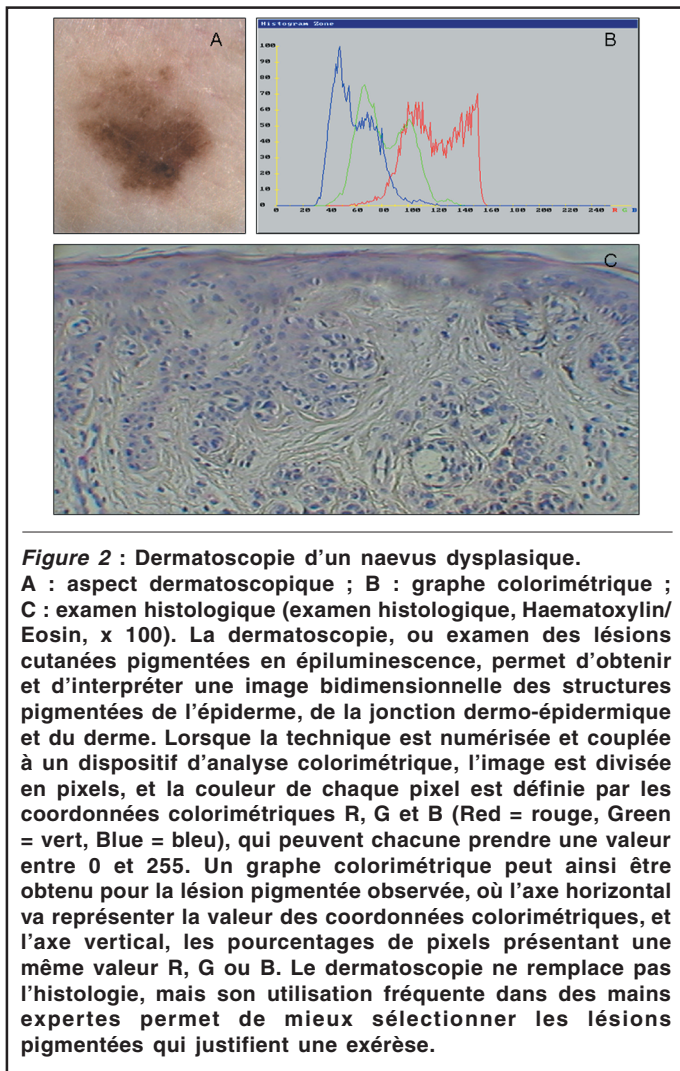 A
Histogram Zone
B
100
90
80
70
60
50
40
30
20
10
0
0 20 40 60 80 100 120 140 160 180 200 220 240 R G B
C
Figure 2 : Dermatoscopie d'un naevus dysplasique.
A : aspect dermatoscopique ; B : graphe colorimétrique ;
C : examen histologique (examen histologique, Haematoxylin/
Eosin, x 100). La dermatoscopie, ou examen des lésions
cutanées pigmentées en épiluminescence, permet d'obtenir
et d'interpréter une image bidimensionnelle des structures
pigmentées de l'épiderme, de la jonction dermo-épidermique
et du derme. Lorsque la technique est numérisée et couplée
à un dispositif d'analyse colorimétrique, l'image est divisée
en pixels, et la couleur de chaque pixel est définie par les
coordonnées colorimétriques R, G et B (Red = rouge, Green
= vert, Blue = bleu), qui peuvent chacune prendre une valeur
entre 0 et 255. Un graphe colorimétrique peut ainsi être
obtenu pour la lésion pigmentée observée, où l'axe horizontal
va représenter la valeur des coordonnées colorimétriques, et
l'axe vertical, les pourcentages de pixels présentant une
même valeur R, G ou B. Le dermatoscopie ne remplace pas
l'histologie, mais son utilisation fréquente dans des mains
expertes permet de mieux sélectionner les lésions
pigmentées qui justifient une exérèse.